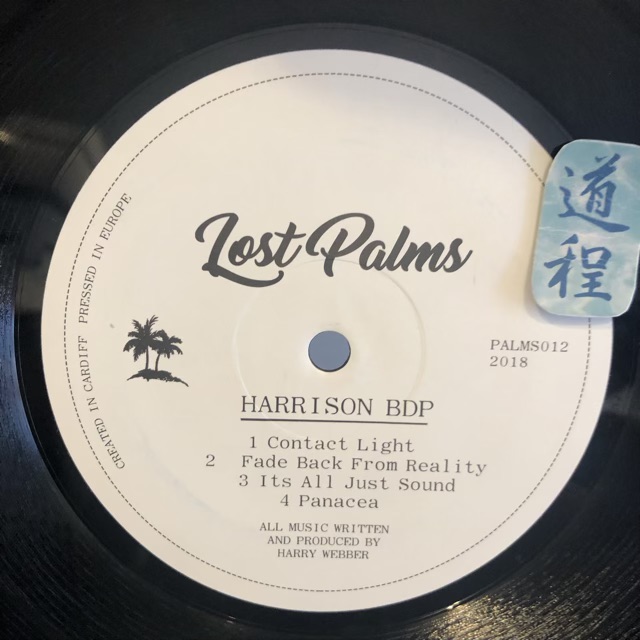 Lost Palms
道程
CREATED IN CARDIFF PRESSED IN EUROPE
PALMS012
2018
HARRISON BDP
1 Contact Light
2 Fade Back From Reality
3 Its All Just Sound
4 Panacea
ALL MUSIC WRITTEN
AND PRODUCED BY
HARRY WEBBER